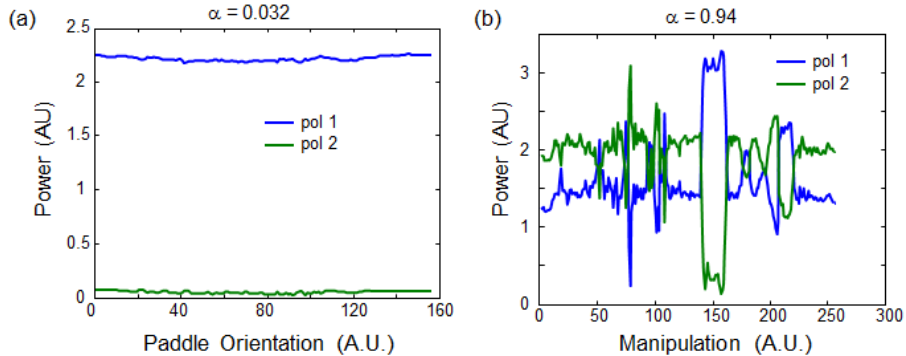 (a)
α = 0.032
2.5
2
1.5
1
0.5
0
0
40
80
120
160
Power (AU)
Paddle Orientation (A.U.)
pol 1
pol 2
(b)
α = 0.94
3
2
1
0
0
50
100
150
200
250
300
Power (AU)
Manipulation (A.U.)
pol 1
pol 2